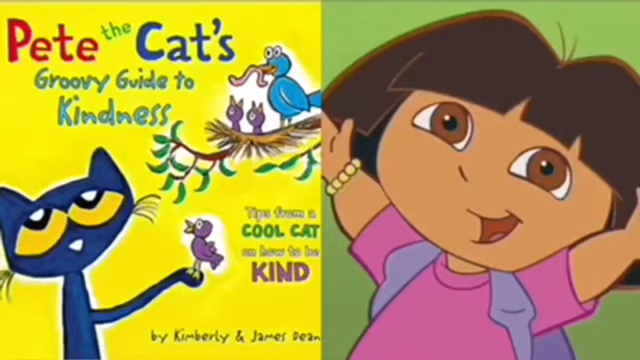 Pete the Cat's
Groovy Guide to
Kindness
Tips from a
COOL CAT
on how to be
KIND
by Kimberly & James Dean